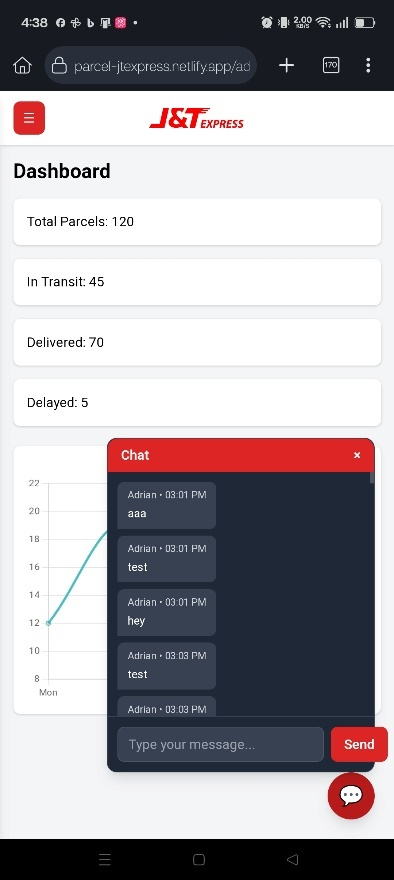 4:38
2.00
KB/S
parcel-jtexpress.netlify.app/ad
170
J&T EXPRESS
Dashboard
Total Parcels: 120
In Transit: 45
Delivered: 70
Delayed: 5
22
20
18
16
14
12
10
8
Mon
Chat ×
Adrian • 03:01 PM
aaa
Adrian • 03:01 PM
test
Adrian • 03:01 PM
hey
Adrian • 03:03 PM
test
Adrian • 03:03 PM
Type your message...
Send